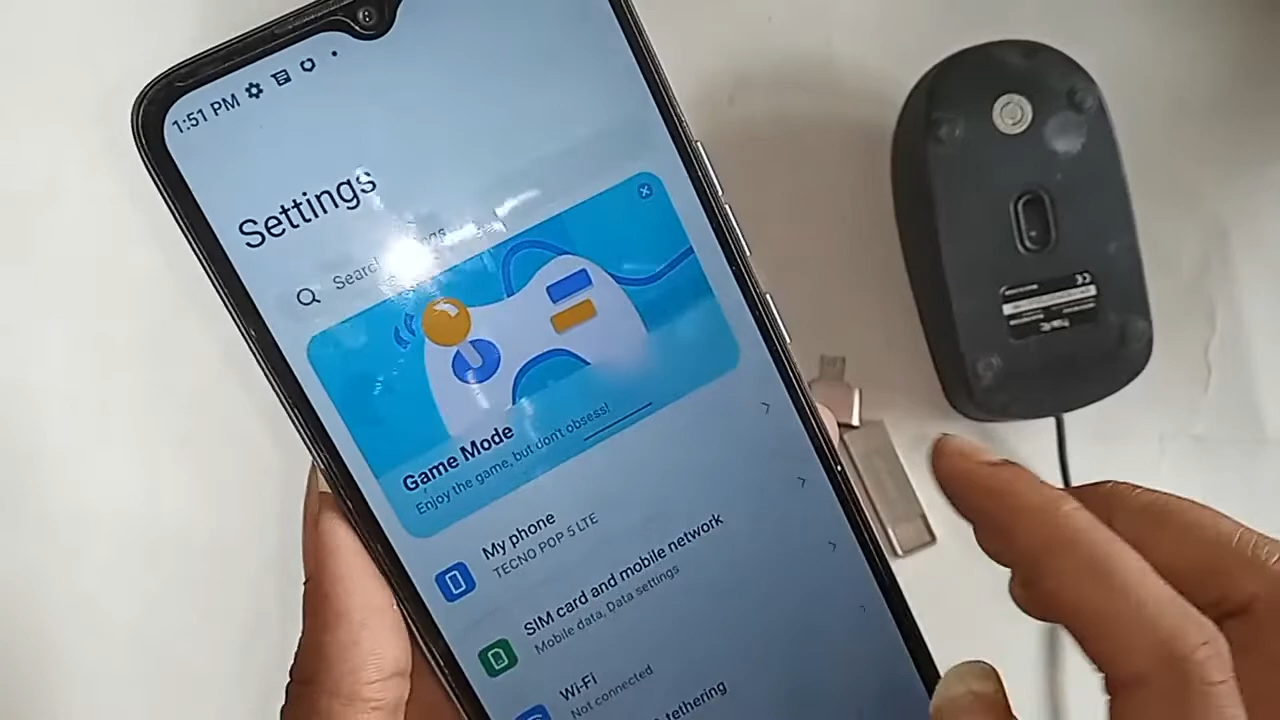 1:51 PM
Settings
Search
Game Mode
Enjoy the game, but don't obsess!
My phone
TECNO POP 5 LTE
SIM card and mobile network
Mobile data, Data settings
Wi-Fi
Not connected
tethering